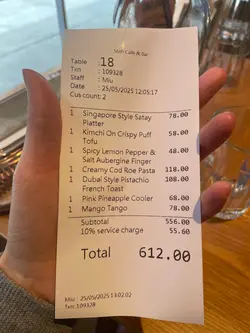 Stish Café & Bar
Table :18
Txn : 109328
Staff : Miu
Date : 25/05/2025 12:05:17
Cus count: 2
1 Singapore Style Satay Platter 78.00
1 Kimchi On Crispy Puff Tofu 58.00
1 Spicy Lemon Pepper & Salt Aubergine Finger 48.00
1 Creamy Cod Roe Pasta 118.00
1 Dubai Style Pistachio French Toast 108.00
1 Pink Pineapple Cooler 68.00
1 Mango Tango 78.00
Subtotal 556.00
10% service charge 55.60
Total 612.00
Miu : 25/05/2025 13:02:02
Txn:109328